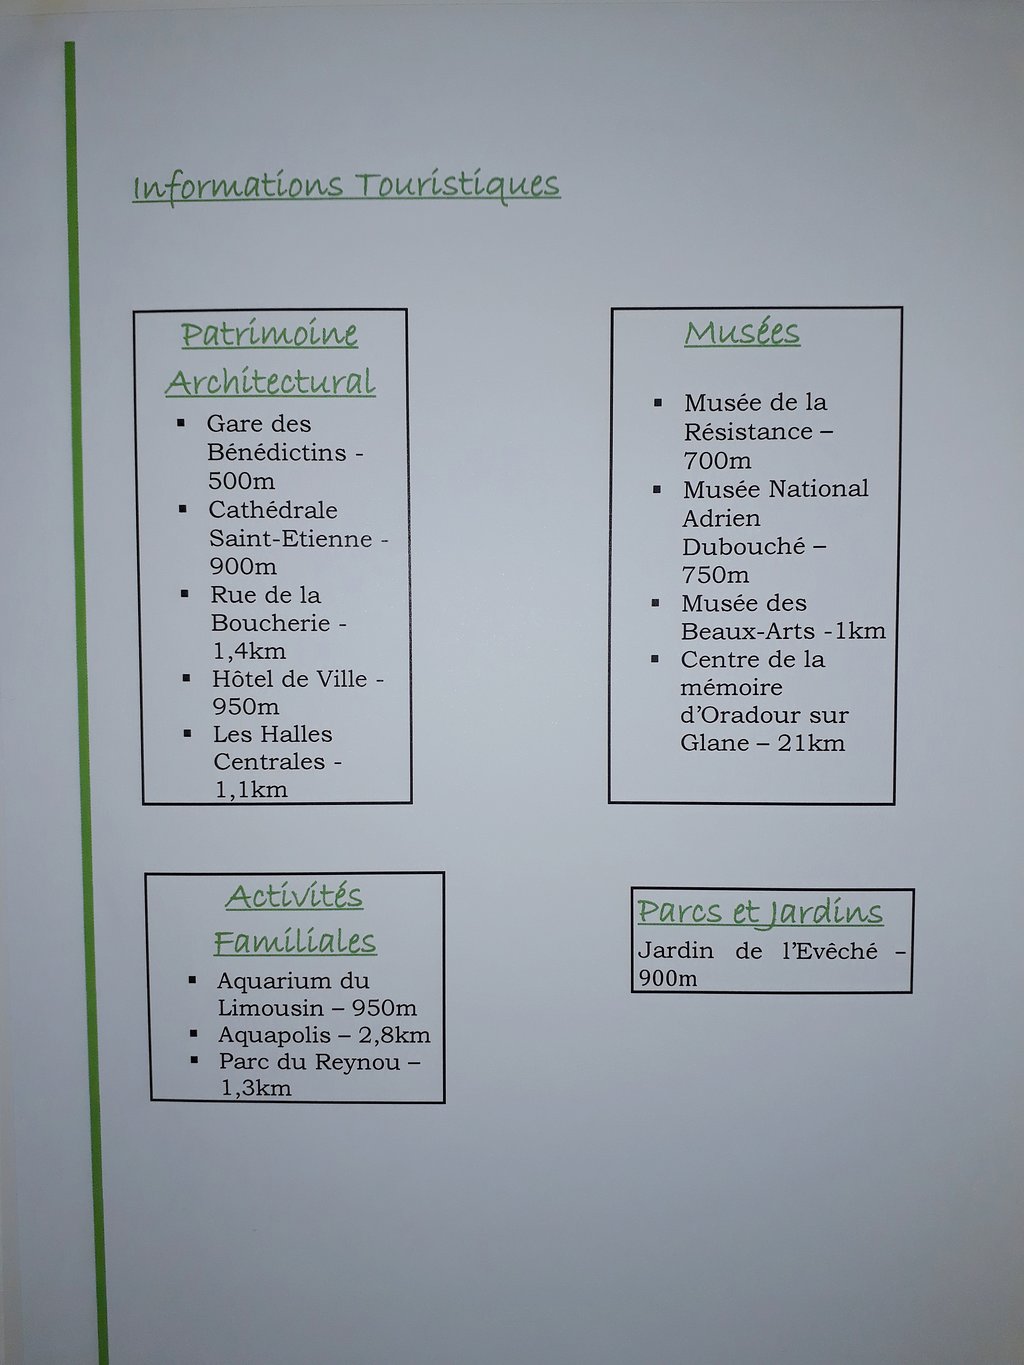 Informations Touristiques
Patrimoine
Architectural
▪ Gare des
Bénédictins -
500m
▪ Cathédrale
Saint-Etienne -
900m
▪ Rue de la
Boucherie -
1,4km
▪ Hôtel de Ville -
950m
▪ Les Halles
Centrales -
1,1km
Musées
▪ Musée de la
Résistance –
700m
▪ Musée National
Adrien
Dubouché –
750m
▪ Musée des
Beaux-Arts -1km
▪ Centre de la
mémoire
d'Oradour sur
Glane – 21km
Activités
Familiales
▪ Aquarium du
Limousin – 950m
▪ Aquapolis – 2,8km
▪ Parc du Reynou –
1,3km
Parcs et Jardins
Jardin de l'Evêché –
900m